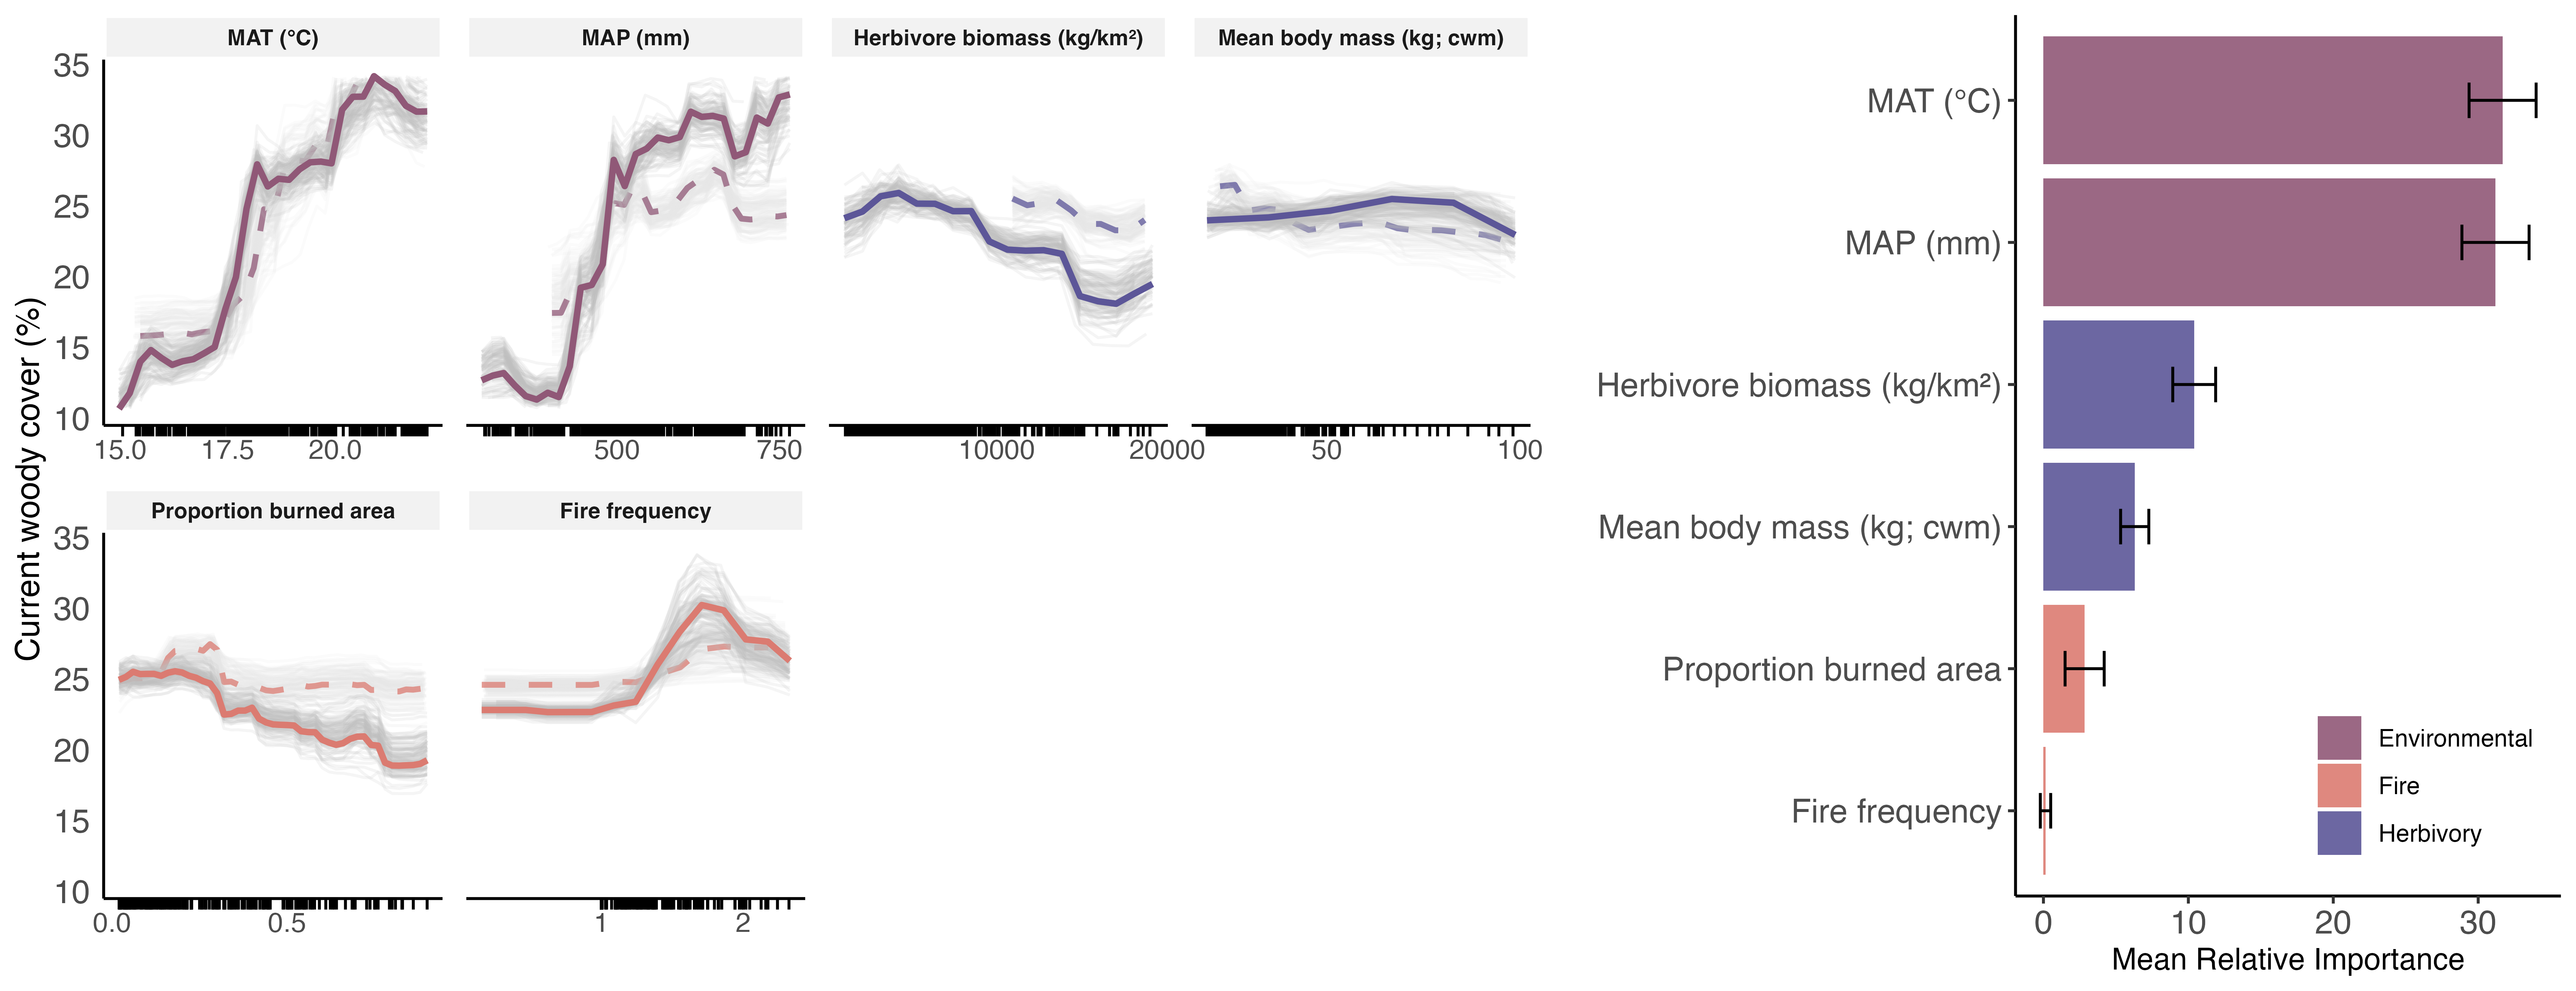 MAT (°C)
MAP (mm)
Herbivore biomass (kg/km²)
Mean body mass (kg; cwm)
Current woody cover (%)
35
30
25
20
15
10
15.0 17.5 20.0
500 750
10000 20000
50 100
Proportion burned area
Fire frequency
35
30
25
20
15
10
0.0 0.5
1 2
MAT (°C)
MAP (mm)
Herbivore biomass (kg/km²)
Mean body mass (kg; cwm)
Proportion burned area
Fire frequency
Environmental
Fire
Herbivory
0 10 20 30
Mean Relative Importance